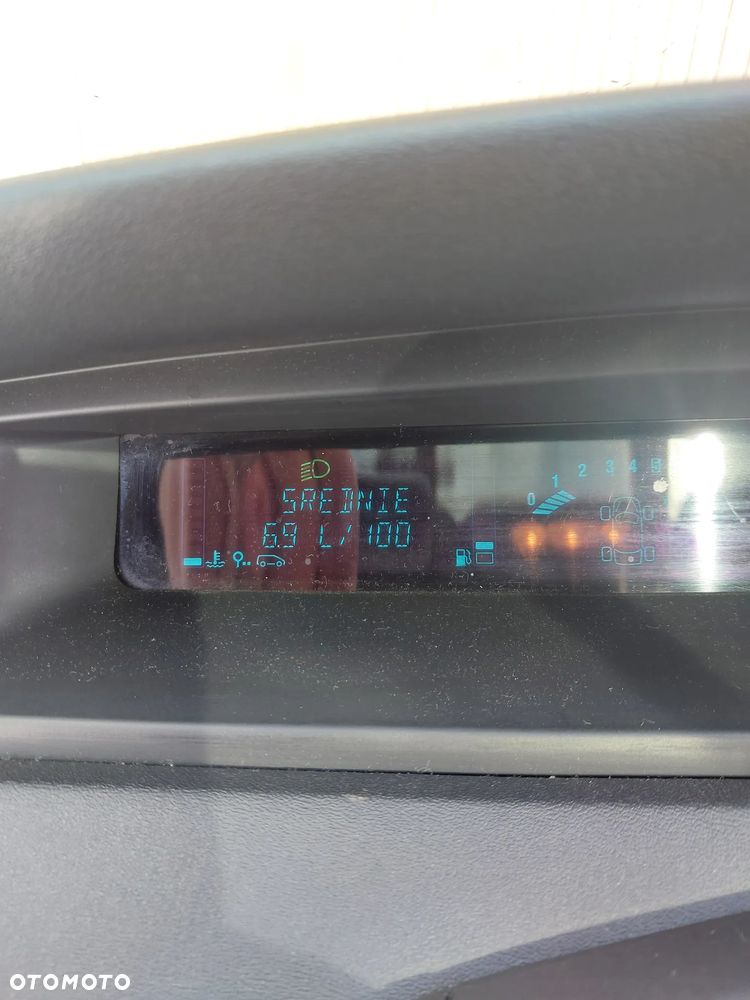 SREDNIE
6.9 L/100
0 1 2 3 4 5
OTOMOTO